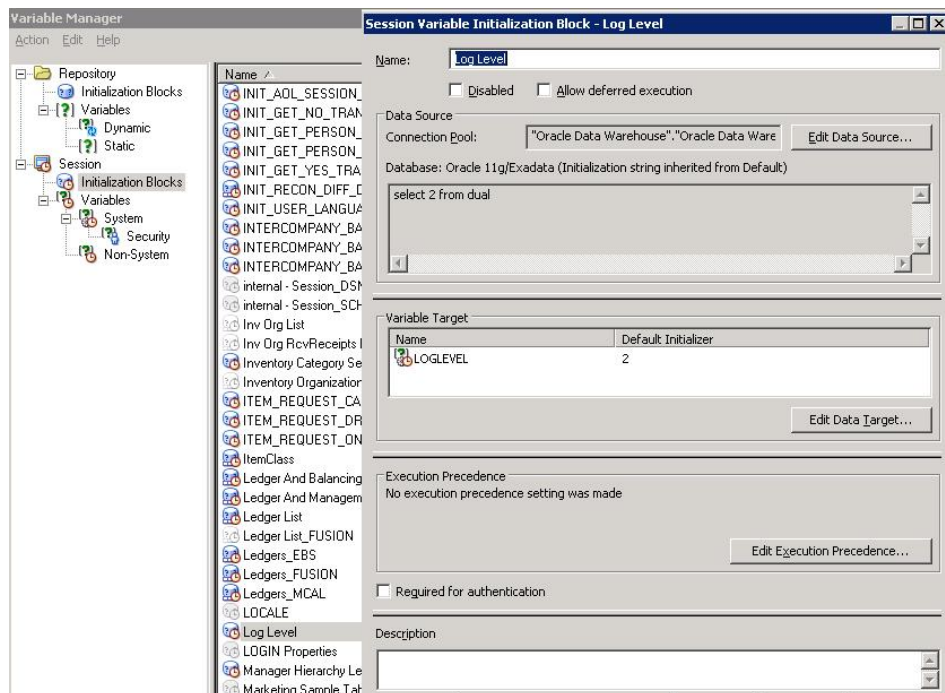 Variable Manager
Action Edit Help
Repository
Initialization Blocks
Variables
Dynamic
Static
Session
Initialization Blocks
Variables
System
Security
Non-System
Name
INIT_AOL_SESSION_
INIT_GET_NO_TRAN
INIT_GET_PERSON_
INIT_GET_PERSON_
INIT_GET_YES_TRA
INIT_RECON_DIFF_D
INIT_USER_LANGUA
INTERCOMPANY_BA
INTERCOMPANY_BA
INTERCOMPANY_BA
internal - Session_DSN
internal - Session_SCH
Inv Org List
Inv Org RcvReceipts
Inventory Category Se
Inventory Organization
ITEM_REQUEST_CA
ITEM_REQUEST_DR
ITEM_REQUEST_ON
ItemClass
Ledger And Balancing
Ledger And Managem
Ledger List
Ledger List_FUSION
Ledgers_EBS
Ledgers_FUSION
Ledgers_MCAL
LOCALE
Log Level
LOGIN Properties
Manager Hierarchy Le
Marketing Sample Tab
Session Variable Initialization Block - Log Level
Name: Log Level
Disabled Allow deferred execution
Data Source
Connection Pool: "Oracle Data Warehouse"."Oracle Data Ware Edit Data Source...
Database: Oracle 11g/Exadata (Initialization string inherited from Default)
select 2 from dual
Variable Target
Name Default Initializer
LOGLEVEL 2
Edit Data Target...
Execution Precedence
No execution precedence setting was made
Edit Execution Precedence...
Required for authentication
Description